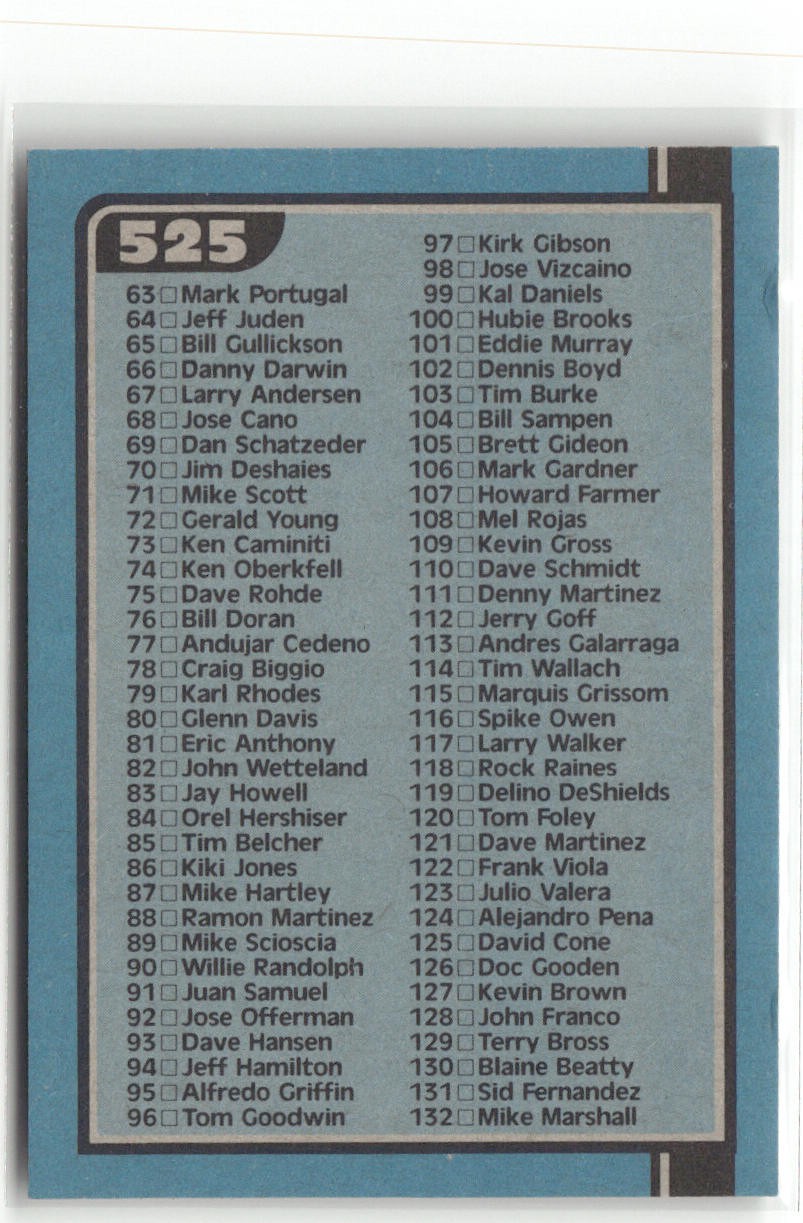 525
63 □ Mark Portugal
64 □ Jeff Juden
65 □ Bill Gullickson
66 □ Danny Darwin
67 □ Larry Andersen
68 □ Jose Cano
69 □ Dan Schatzeder
70 □ Jim Deshaies
71 □ Mike Scott
72 □ Gerald Young
73 □ Ken Caminiti
74 □ Ken Oberkfell
75 □ Dave Rohde
76 □ Bill Doran
77 □ Andujar Cedeno
78 □ Craig Biggio
79 □ Karl Rhodes
80 □ Glenn Davis
81 □ Eric Anthony
82 □ John Wetteland
83 □ Jay Howell
84 □ Orel Hershiser
85 □ Tim Belcher
86 □ Kiki Jones
87 □ Mike Hartley
88 □ Ramon Martinez
89 □ Mike Scioscia
90 □ Willie Randolph
91 □ Juan Samuel
92 □ Jose Offerman
93 □ Dave Hansen
94 □ Jeff Hamilton
95 □ Alfredo Griffin
96 □ Tom Goodwin
97 □ Kirk Gibson
98 □ Jose Vizcaino
99 □ Kal Daniels
100 □ Hubie Brooks
101 □ Eddie Murray
102 □ Dennis Boyd
103 □ Tim Burke
104 □ Bill Sampen
105 □ Brett Gideon
106 □ Mark Gardner
107 □ Howard Farmer
108 □ Mel Rojas
109 □ Kevin Gross
110 □ Dave Schmidt
111 □ Denny Martinez
112 □ Jerry Goff
113 □ Andres Galarraga
114 □ Tim Wallach
115 □ Marquis Grissom
116 □ Spike Owen
117 □ Larry Walker
118 □ Rock Raines
119 □ Delino DeShields
120 □ Tom Foley
121 □ Dave Martinez
122 □ Frank Viola
123 □ Julio Valera
124 □ Alejandro Pena
125 □ David Cone
126 □ Doc Gooden
127 □ Kevin Brown
128 □ John Franco
129 □ Terry Bross
130 □ Blaine Beatty
131 □ Sid Fernandez
132 □ Mike Marshall